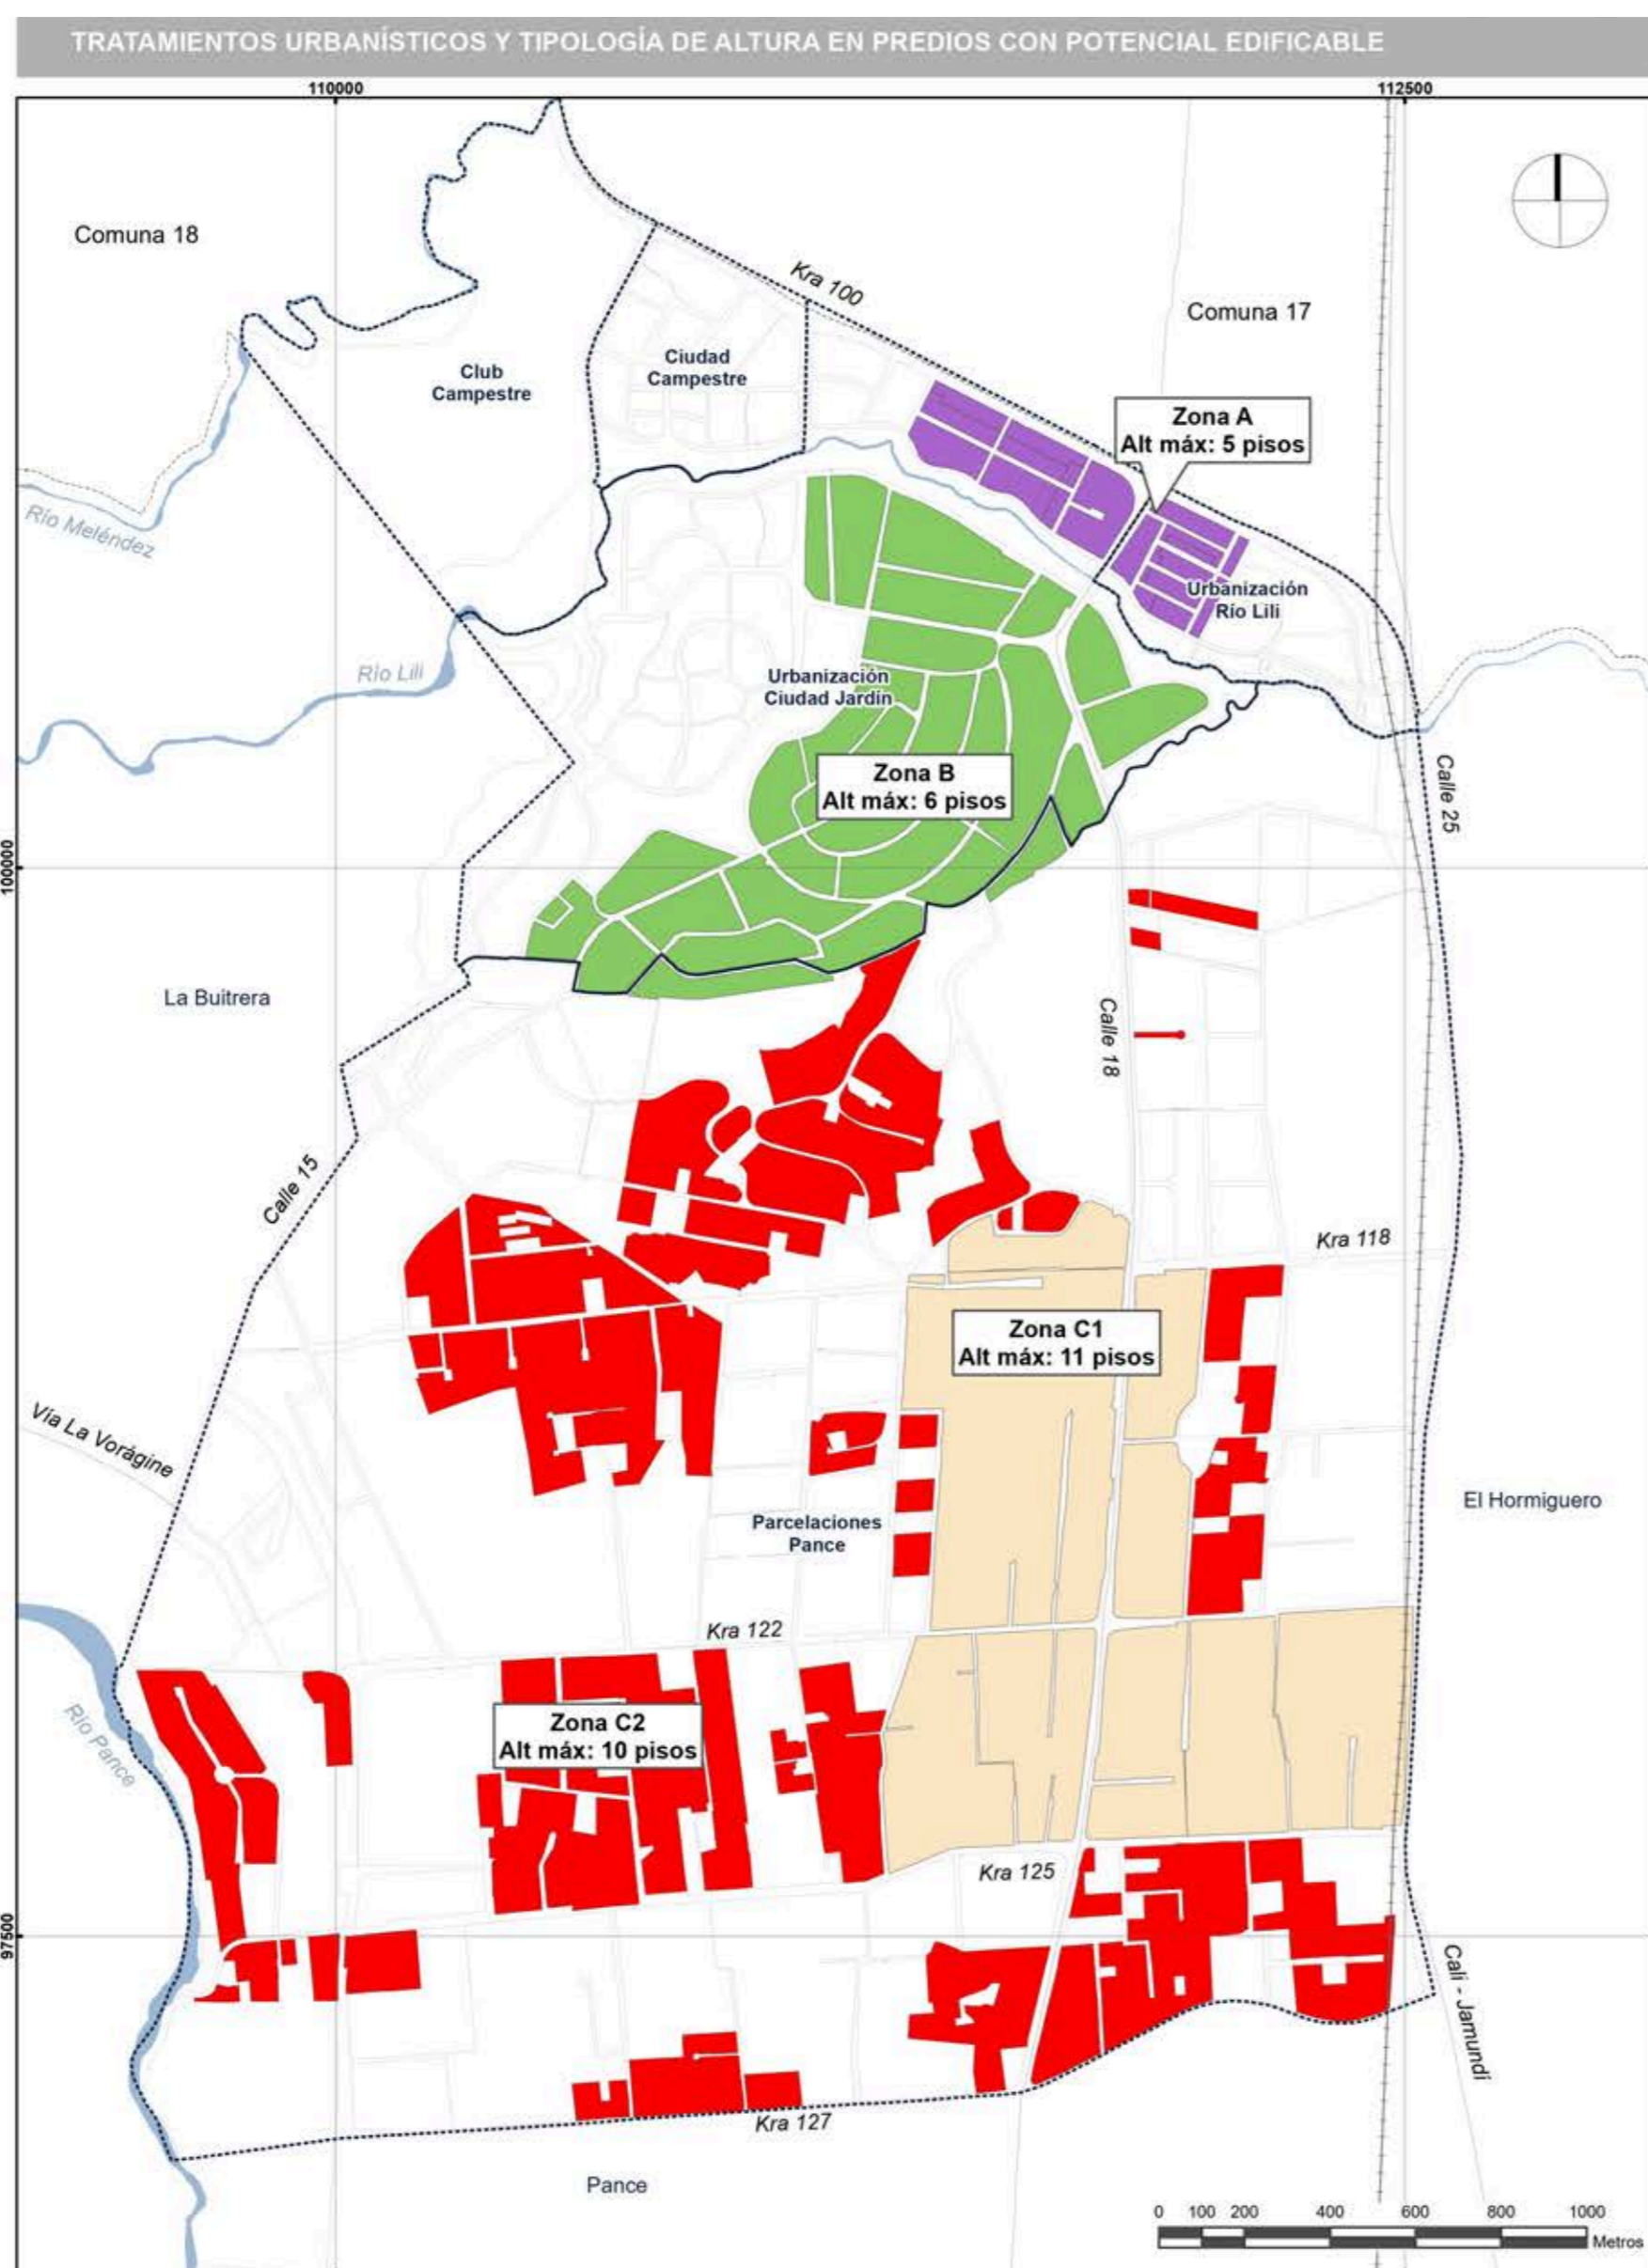 TRATAMIENTOS URBANÍSTICOS Y TIPOLOGÍA DE ALTURA EN PREDIOS CON POTENCIAL EDIFICABLE
110000
112500
Comuna 18
Kra 100
Comuna 17
Club
Campestre
Ciudad
Campestre
Zona A
Alt máx: 5 pisos
Río Meléndez
Urbanización
Río Lili
Río Lili
Urbanización
Ciudad Jardín
Zona B
Alt máx: 6 pisos
Calle 25
100000
La Buitrera
Calle 18
Calle 15
Kra 118
Zona C1
Alt máx: 11 pisos
Vía La Vorágine
El Hormiguero
Parcelaciones
Pance
Kra 122
Río Pance
Zona C2
Alt máx: 10 pisos
Kra 125
97500
Cali - Jamundí
Kra 127
Pance
0 100 200 400 600 800 1000
Metros